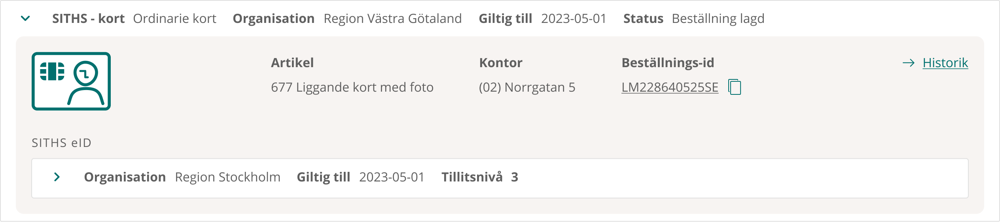 SITHS - kort Ordinarie kort Organisation Region Västra Götaland Giltig till 2023-05-01 Status Beställning lagd
Artikel Kontor Beställnings-id Historik
677 Liggande kort med foto (02) Norrgatan 5 LM228640525SE
SITHS eID
Organisation Region Stockholm Giltig till 2023-05-01 Tillitsnivå 3